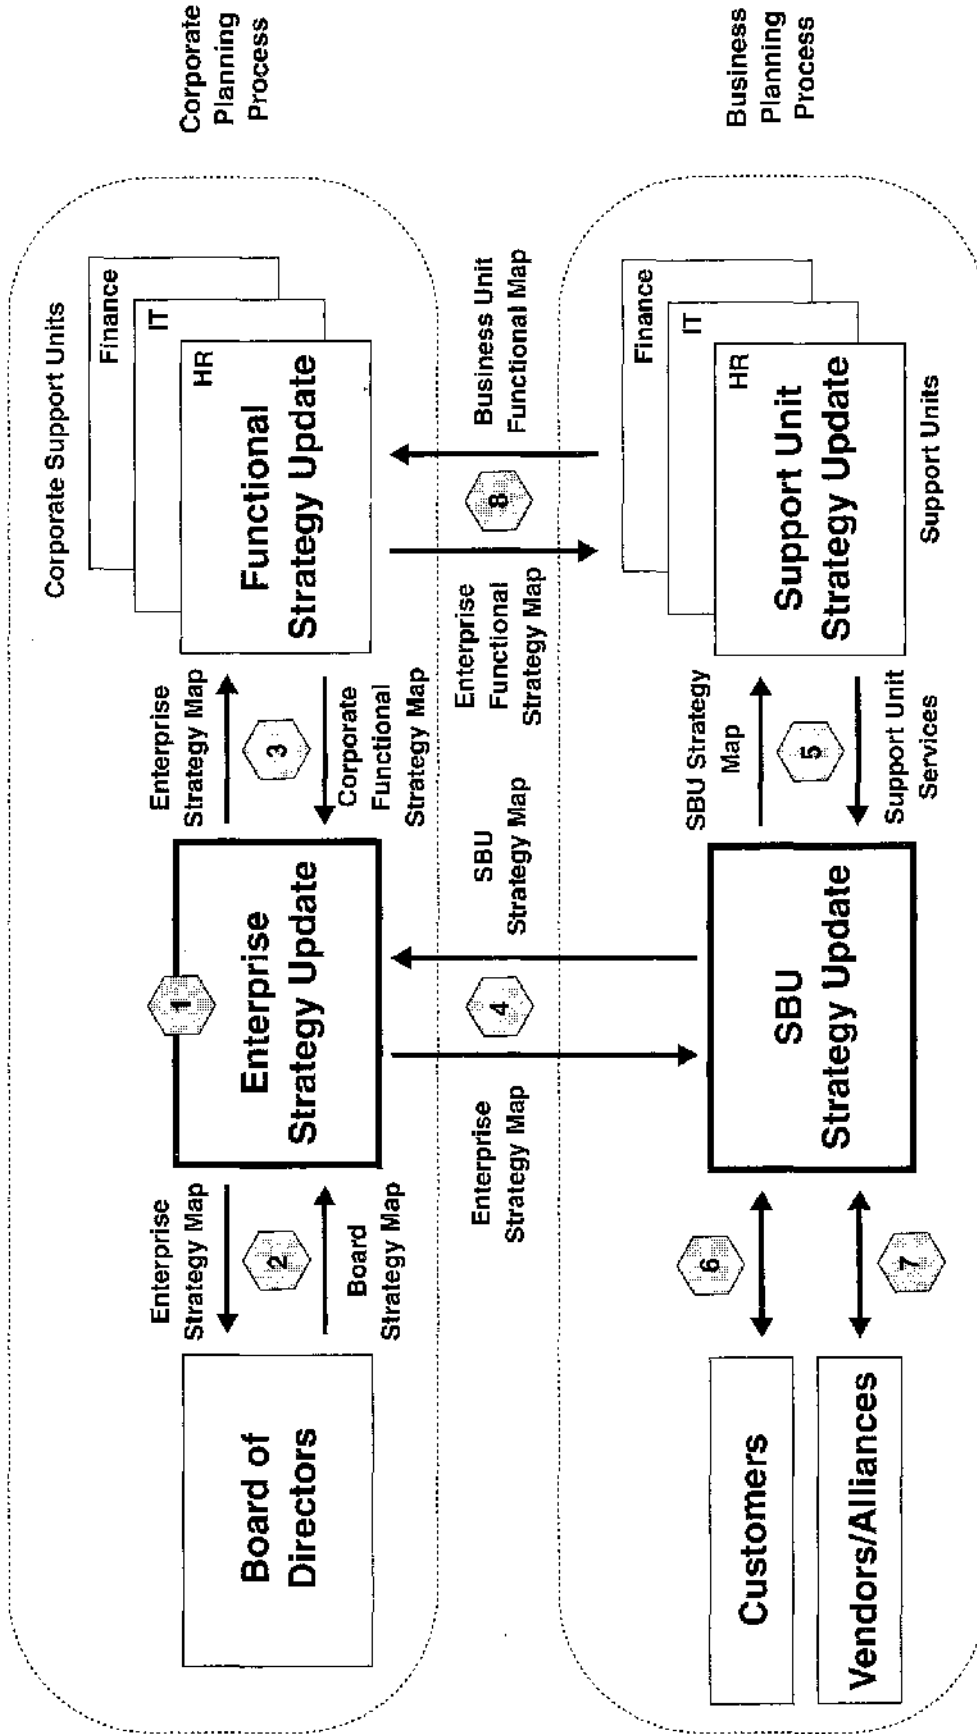 Corporate
Planning
Process
Corporate Support Units
Finance
IT
HR
Functional
Strategy Update
Enterprise
Strategy Map
3
Corporate
Functional
Strategy Map
1
Enterprise
Strategy Update
Enterprise
Strategy Map
2
Board
Strategy Map
Board of
Directors
Enterprise
Strategy Map
4
SBU
Strategy Map
Enterprise
Functional
Strategy Map
8
Business Unit
Functional Map
Business
Planning
Process
Customers
Vendors/Alliances
6
7
SBU
Strategy Update
SBU Strategy
Map
5
Support Unit
Services
Finance
IT
HR
Support Unit
Strategy Update
Support Units